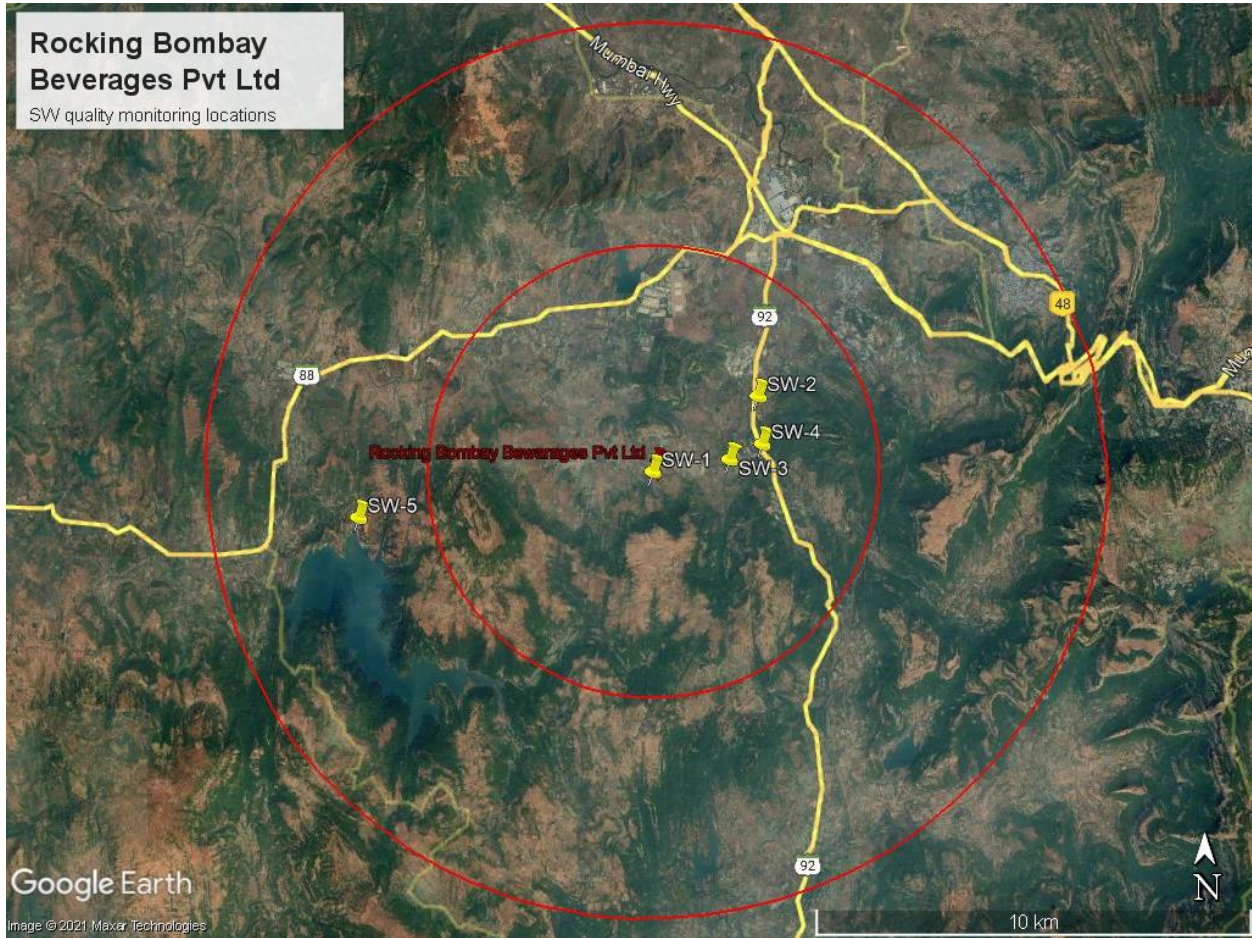 Rocking Bombay
Beverages Pvt Ltd
SW quality monitoring locations
Mumbai Hwy
48
92
88
SW-2
SW-4
Rocking Bombay Bewarages Pvt Ltd
SW-1
SW-3
SW-5
92
Google Earth
N
Image © 2021 Maxar Technologies
10 km